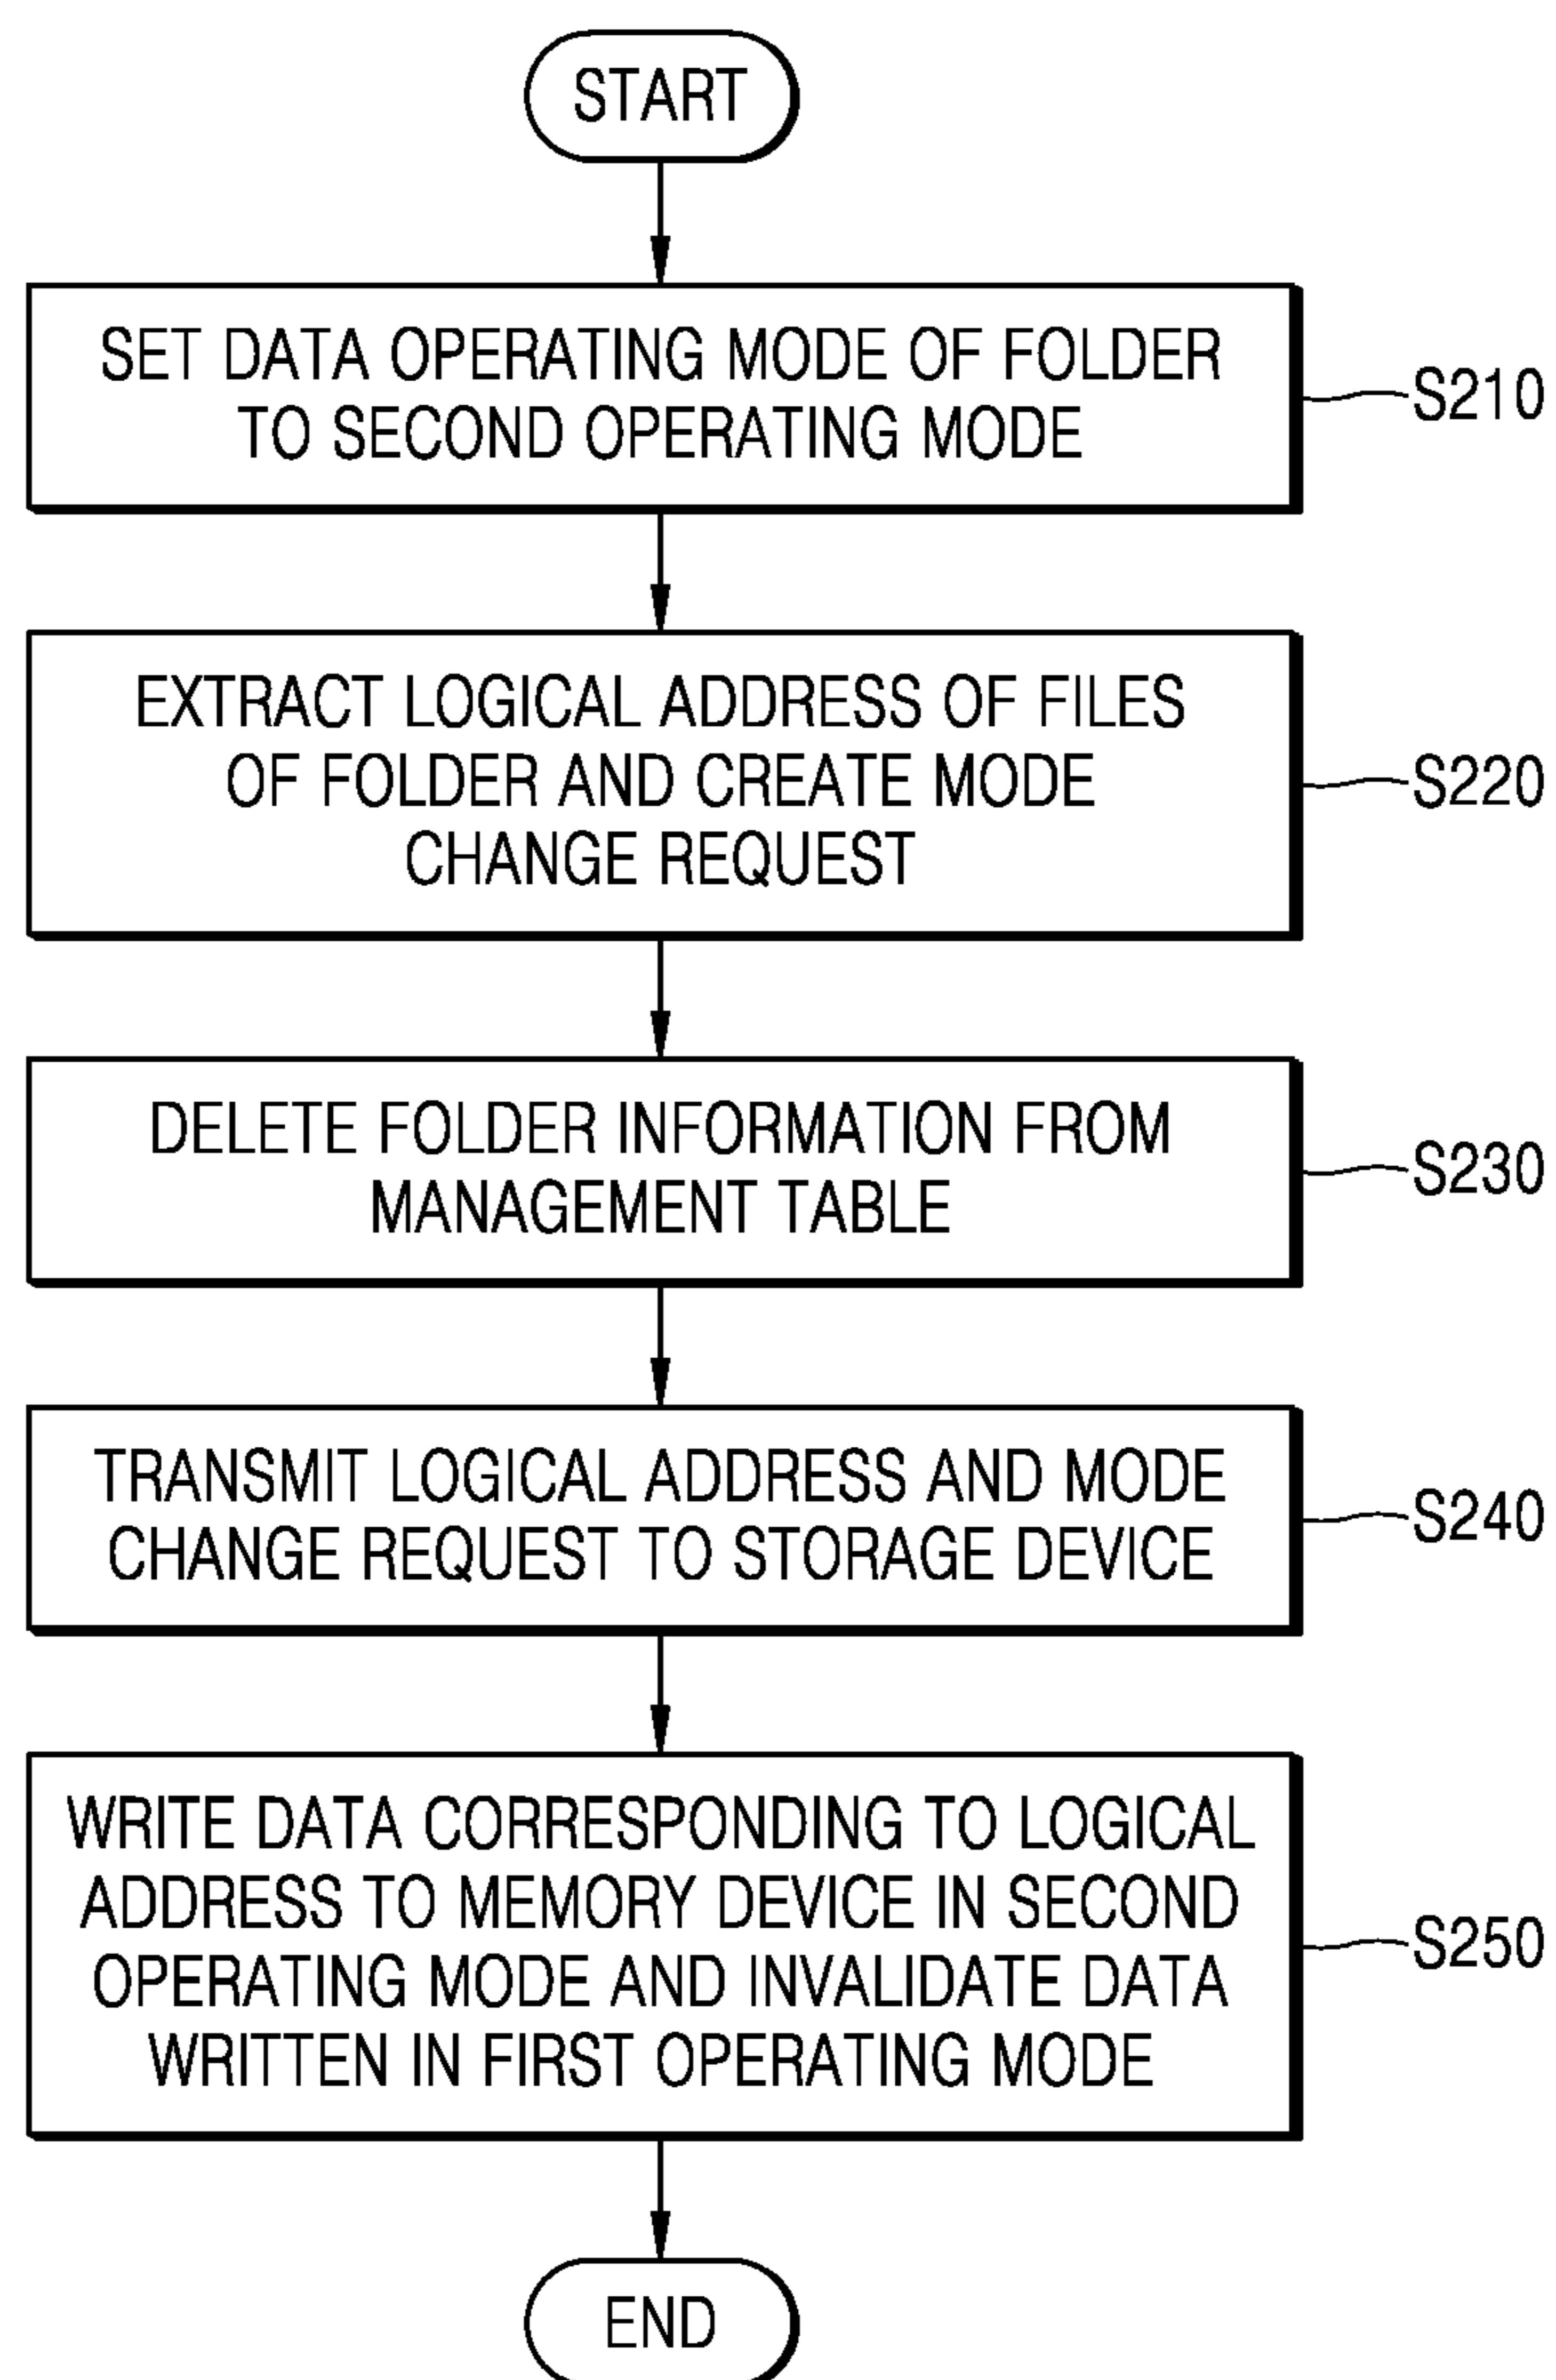 START
SET DATA OPERATING MODE OF FOLDER
TO SECOND OPERATING MODE
S210
EXTRACT LOGICAL ADDRESS OF FILES
OF FOLDER AND CREATE MODE
CHANGE REQUEST
S220
DELETE FOLDER INFORMATION FROM
MANAGEMENT TABLE
S230
TRANSMIT LOGICAL ADDRESS AND MODE
CHANGE REQUEST TO STORAGE DEVICE
S240
WRITE DATA CORRESPONDING TO LOGICAL
ADDRESS TO MEMORY DEVICE IN SECOND
OPERATING MODE AND INVALIDATE DATA
WRITTEN IN FIRST OPERATING MODE
S250
END